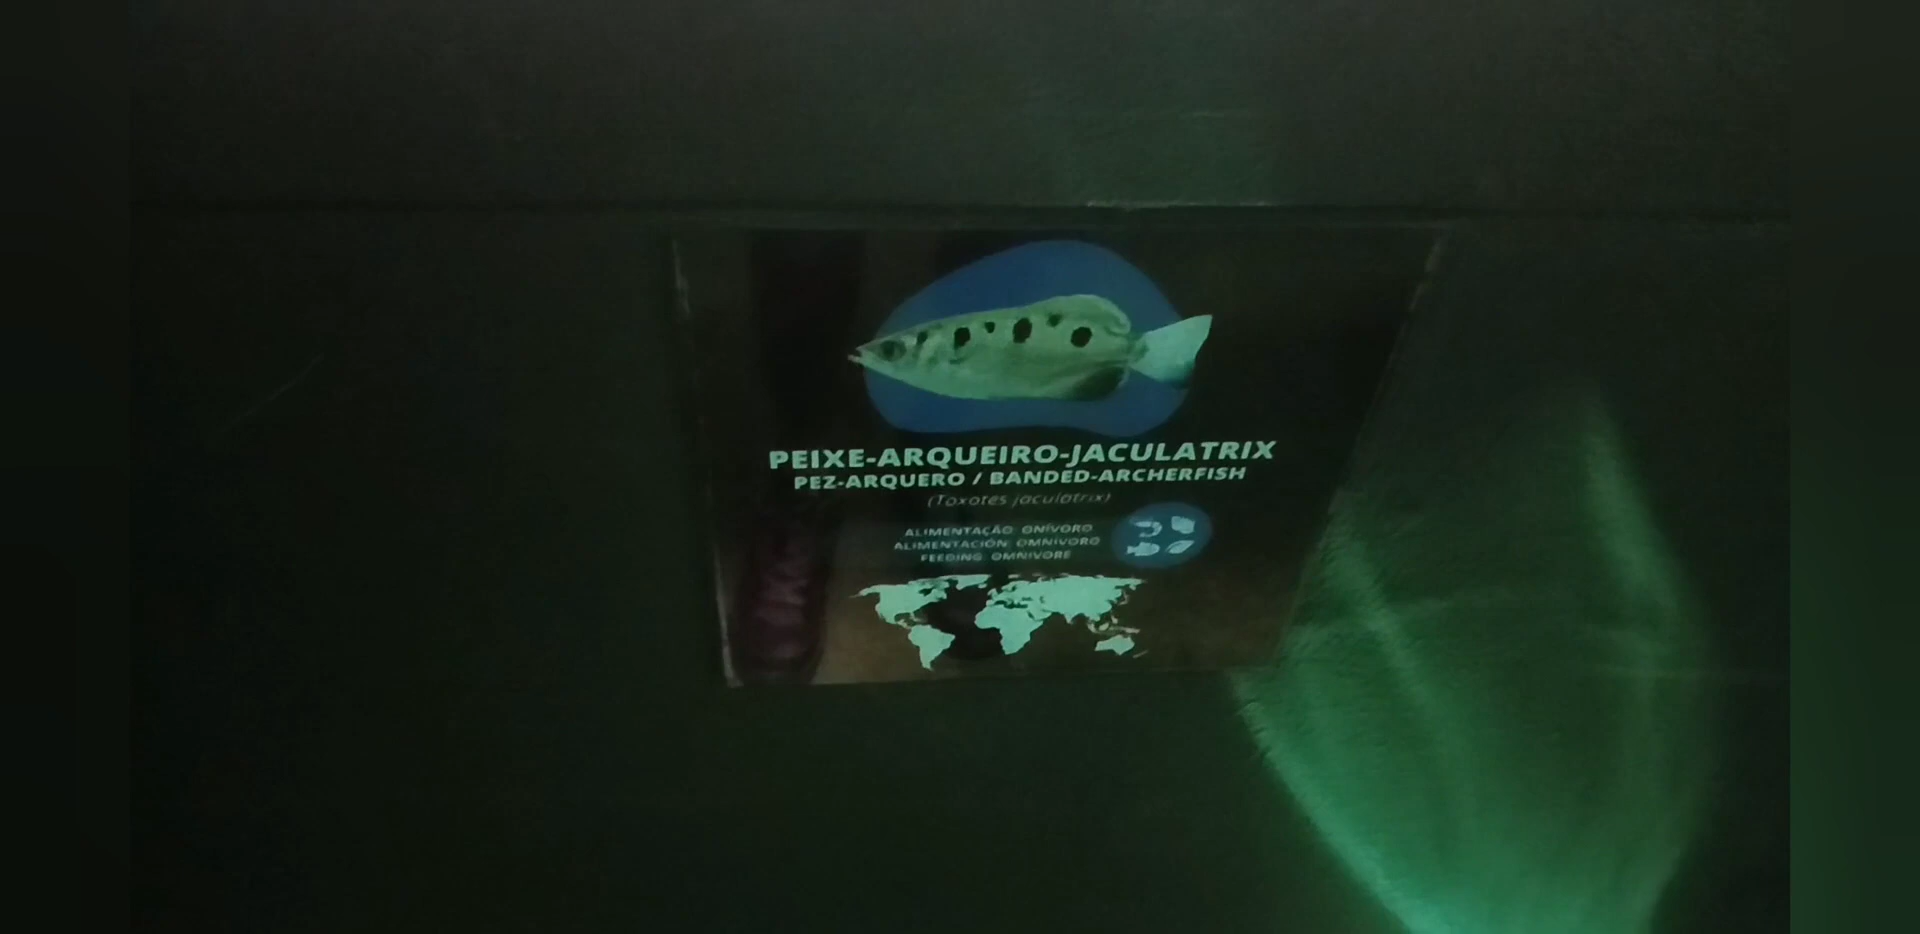 PEIXE-ARQUEIRO-JACULATRIX
PEZ-ARQUERO / BANDED-ARCHERFISH
(Toxotes jaculatrix)
ALIMENTAÇÃO: ONÍVORO
ALIMENTACIÓN: OMNÍVORO
FEEDING: OMNIVORE